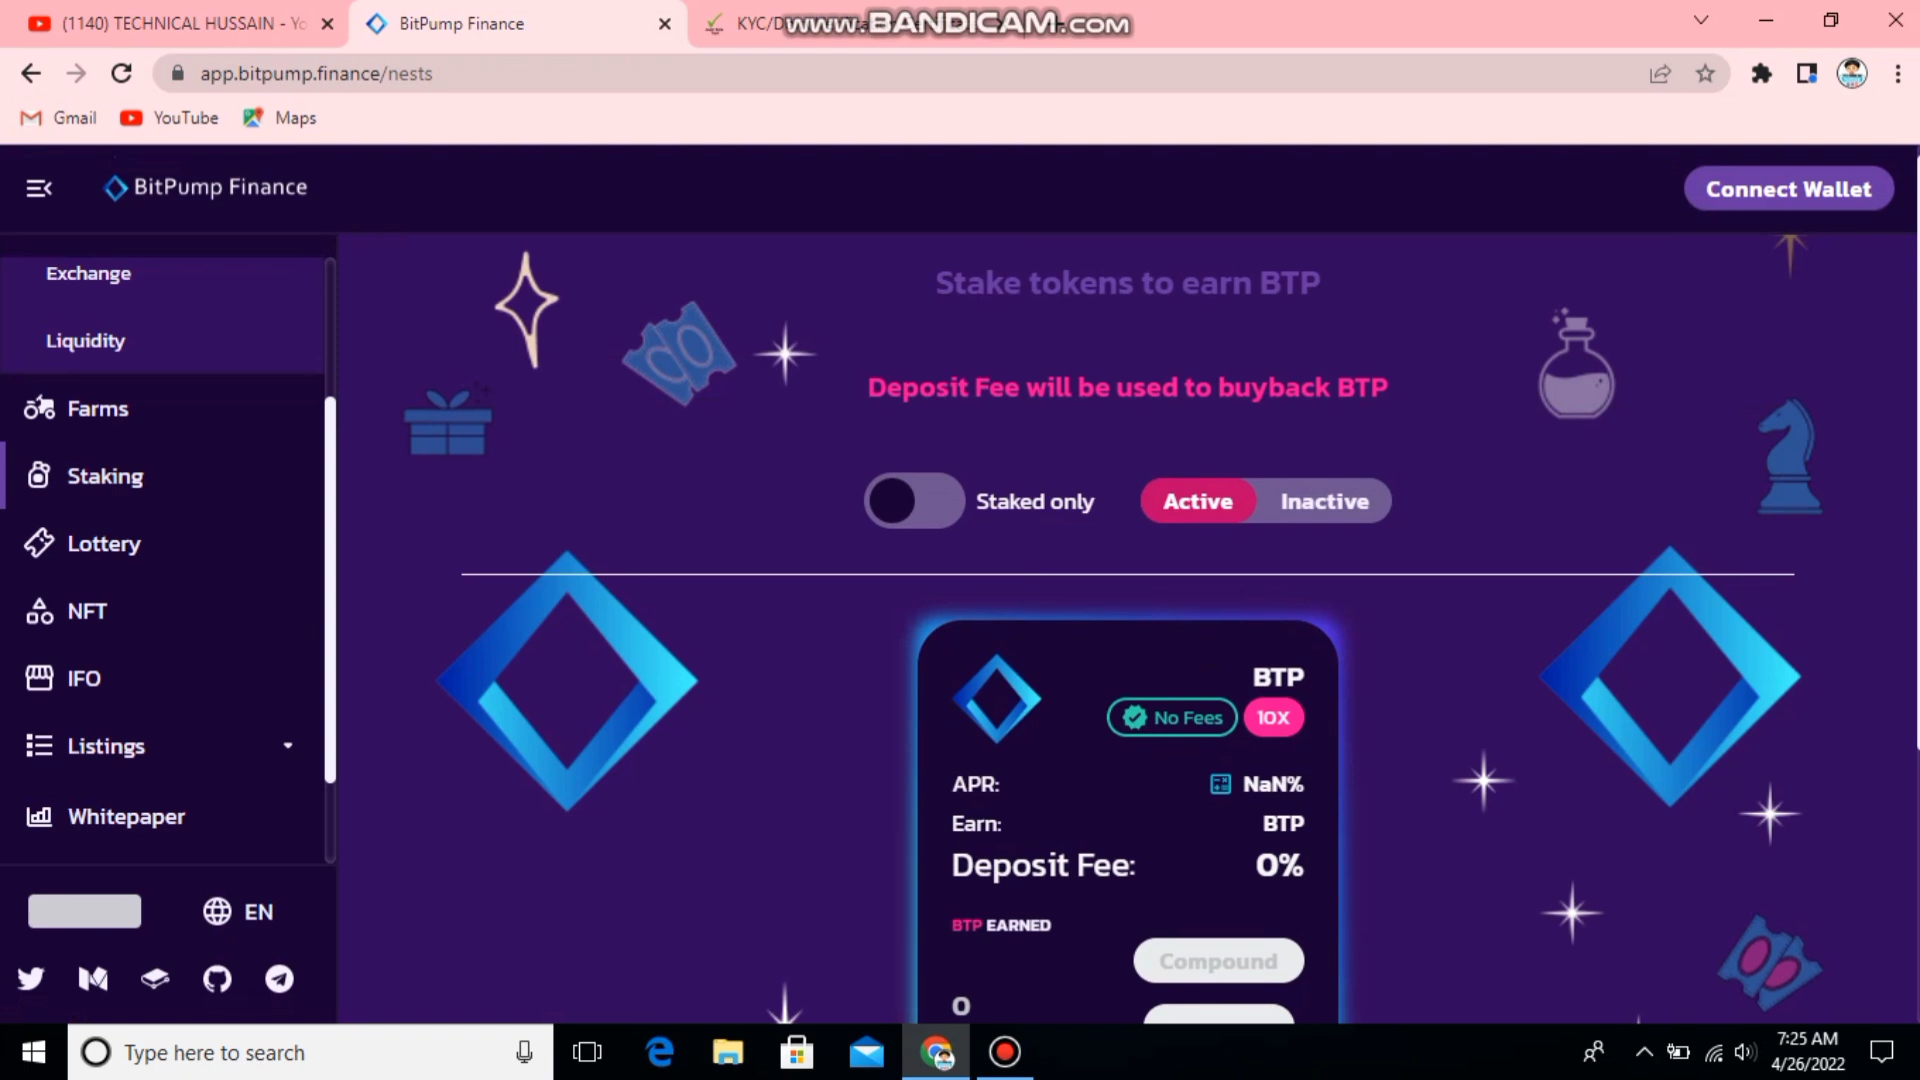 (1140) TECHNICAL HUSSAIN - Yo
BitPump Finance
KYC/D
www.BANDICAM.com
app.bitpump.finance/nests
Gmail
YouTube
Maps
BitPump Finance
Connect Wallet
Exchange
Liquidity
Farms
Staking
Lottery
NFT
IFO
Listings
Whitepaper
EN
Stake tokens to earn BTP
Deposit Fee will be used to buyback BTP
Staked only
Active
Inactive
BTP
No Fees
10X
APR:
NaN%
Earn:
BTP
Deposit Fee:
0%
BTP EARNED
Compound
0
Type here to search
7:25 AM
4/26/2022